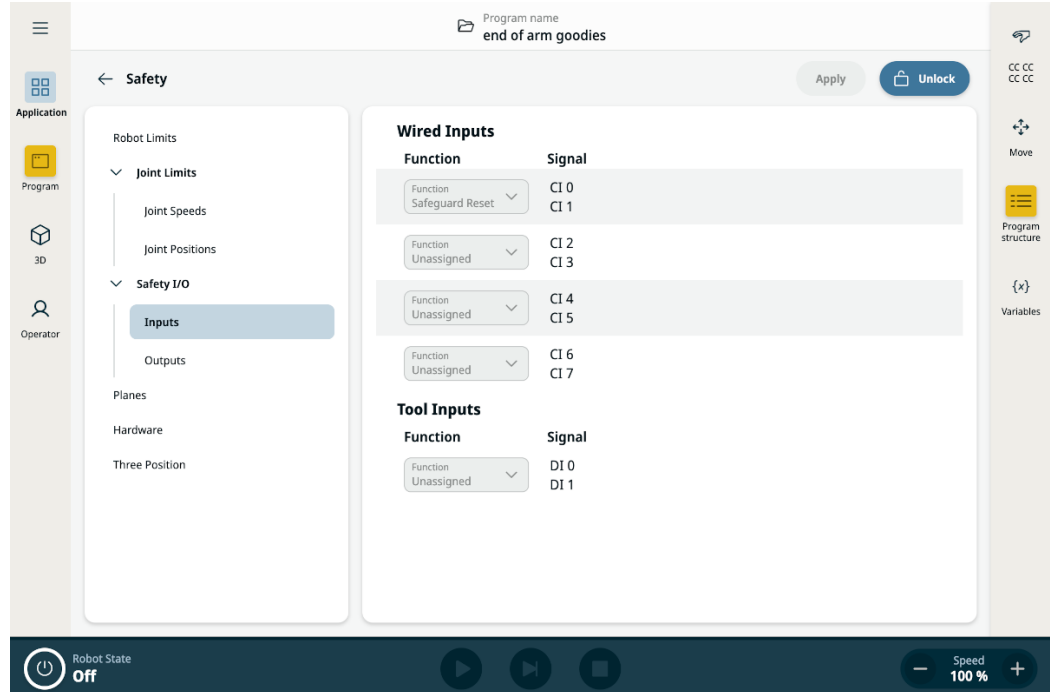 Program name
end of arm goodies
Application
Program
3D
Operator
Safety
Apply
Unlock
Robot Limits
Joint Limits
Joint Speeds
Joint Positions
Safety I/O
Inputs
Outputs
Planes
Hardware
Three Position
Wired Inputs
Function Signal
Function
Safeguard Reset
CI 0
CI 1
Function
Unassigned
CI 2
CI 3
Function
Unassigned
CI 4
CI 5
Function
Unassigned
CI 6
CI 7
Tool Inputs
Function Signal
Function
Unassigned
DI 0
DI 1
CC CC
CC CC
Move
Program
structure
{x}
Variables
Robot State
Off
Speed
100 %